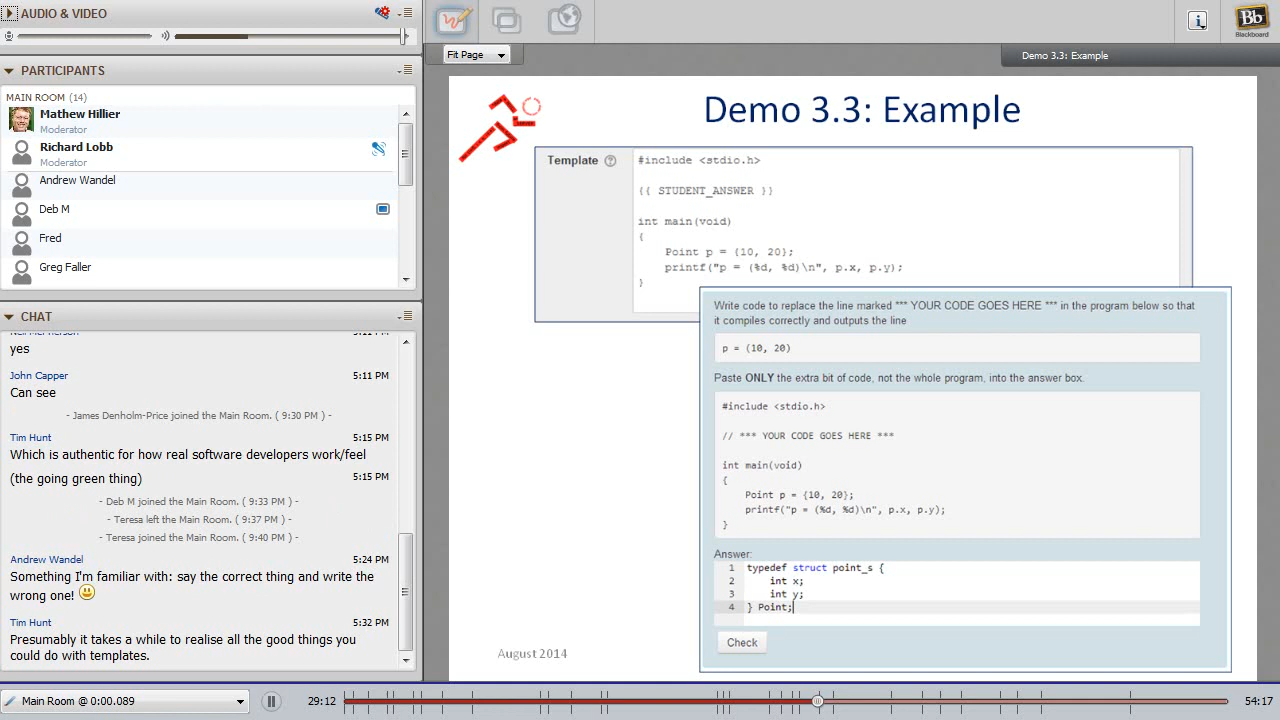 AUDIO & VIDEO
PARTICIPANTS
MAIN ROOM (14)
Mathew Hillier
Moderator
Richard Lobb
Moderator
Andrew Wandel
Deb M
Fred
Greg Faller
CHAT
5:11 PM
yes
John Capper 5:11 PM
Can see
- James Denholm-Price joined the Main Room. ( 9:30 PM ) -
Tim Hunt 5:15 PM
Which is authentic for how real software developers work/feel
(the going green thing) 5:15 PM
- Deb M joined the Main Room. ( 9:33 PM ) -
- Teresa left the Main Room. ( 9:37 PM ) -
- Teresa joined the Main Room. ( 9:40 PM ) -
Andrew Wandel 5:24 PM
Something I'm familiar with: say the correct thing and write the
wrong one!
Tim Hunt 5:32 PM
Presumably it takes a while to realise all the good things you
could do with templates.
Main Room @ 0:00.089
Fit Page
Demo 3.3: Example
i
Bb
Blackboard
Demo 3.3: Example
Template ?
#include <stdio.h>
{{ STUDENT_ANSWER }}
int main(void)
{
Point p = {10, 20};
printf("p = (%d, %d)\n", p.x, p.y);
}
Write code to replace the line marked *** YOUR CODE GOES HERE *** in the program below so that
it compiles correctly and outputs the line
p = (10, 20)
Paste ONLY the extra bit of code, not the whole program, into the answer box.
#include <stdio.h>
// *** YOUR CODE GOES HERE ***
int main(void)
{
Point p = {10, 20};
printf("p = (%d, %d)\n", p.x, p.y);
}
Answer:
1 typedef struct point_s {
2 int x;
3 int y;
4 } Point;
Check
August 2014
29:12
54:17